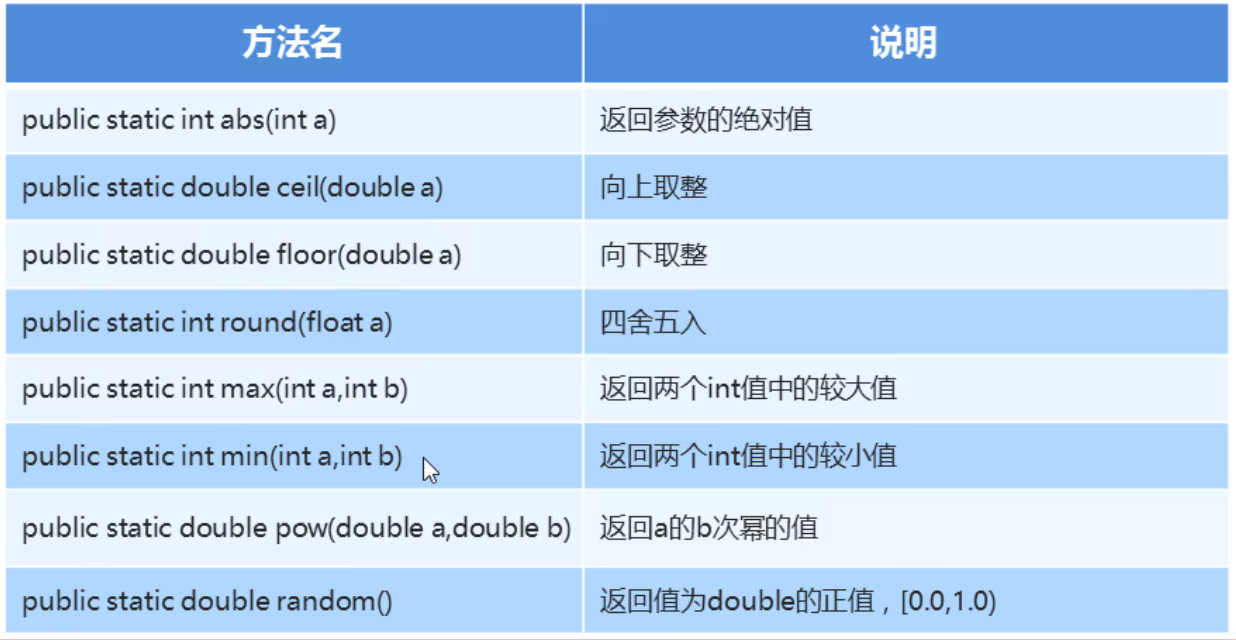 方法名 说明
public static int abs(int a) 返回参数的绝对值
public static double ceil(double a) 向上取整
public static double floor(double a) 向下取整
public static int round(float a) 四舍五入
public static int max(int a,int b) 返回两个int值中的较大值
public static int min(int a,int b) 返回两个int值中的较小值
public static double pow(double a,double b) 返回a的b次幂的值
public static double random() 返回值为double的正值，[0.0,1.0)